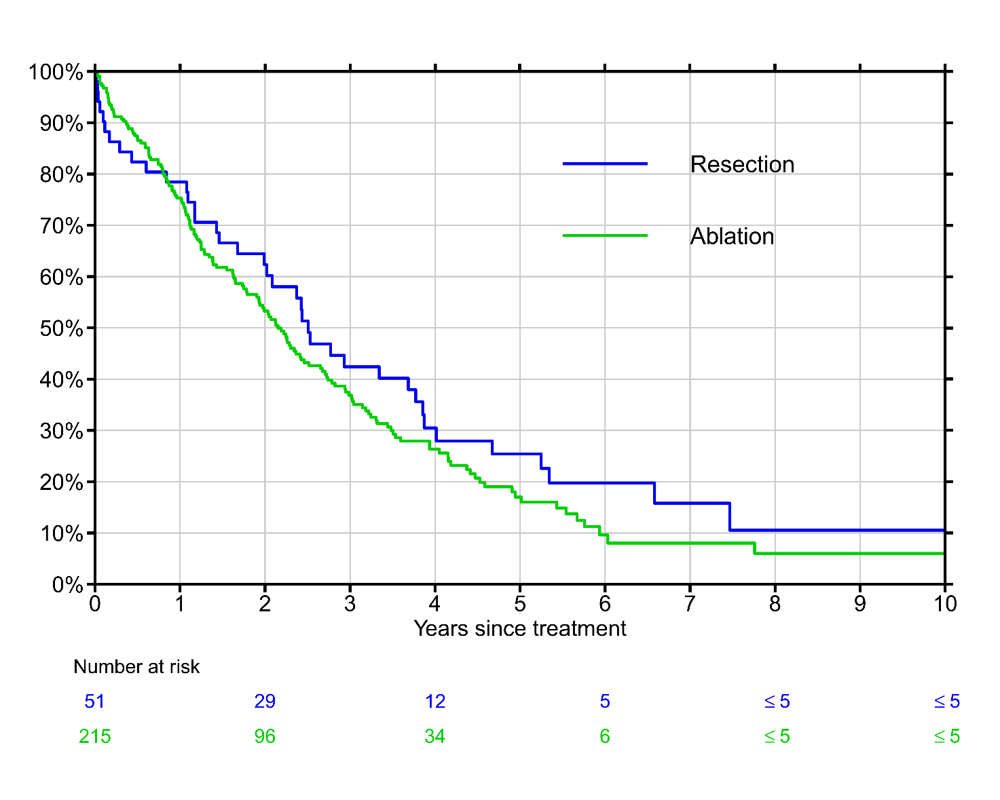 100%
90%
80%
70%
60%
50%
40%
30%
20%
10%
0%
Resection
Ablation
0 1 2 3 4 5 6 7 8 9 10
Years since treatment
Number at risk
51 29 12 5 ≤ 5 ≤ 5
215 96 34 6 ≤ 5 ≤ 5